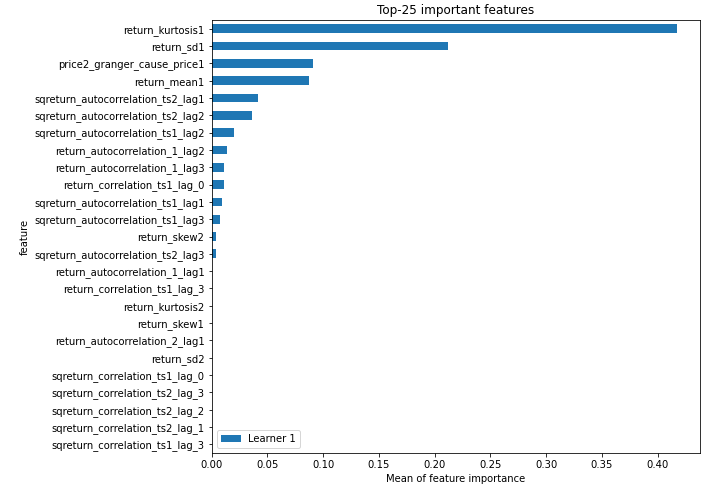 Top-25 important features
return_kurtosis1
return_sd1
price2_granger_cause_price1
return_mean1
sqreturn_autocorrelation_ts2_lag1
sqreturn_autocorrelation_ts2_lag2
sqreturn_autocorrelation_ts1_lag2
return_autocorrelation_1_lag2
return_autocorrelation_1_lag3
return_correlation_ts1_lag_0
sqreturn_autocorrelation_ts1_lag1
sqreturn_autocorrelation_ts1_lag3
return_skew2
sqreturn_autocorrelation_ts2_lag3
return_autocorrelation_1_lag1
return_correlation_ts1_lag_3
return_kurtosis2
return_skew1
return_autocorrelation_2_lag1
return_sd2
sqreturn_correlation_ts1_lag_0
sqreturn_correlation_ts2_lag_3
sqreturn_correlation_ts2_lag_2
sqreturn_correlation_ts2_lag_1
sqreturn_correlation_ts1_lag_3
feature
Learner 1
0.00 0.05 0.10 0.15 0.20 0.25 0.30 0.35 0.40
Mean of feature importance